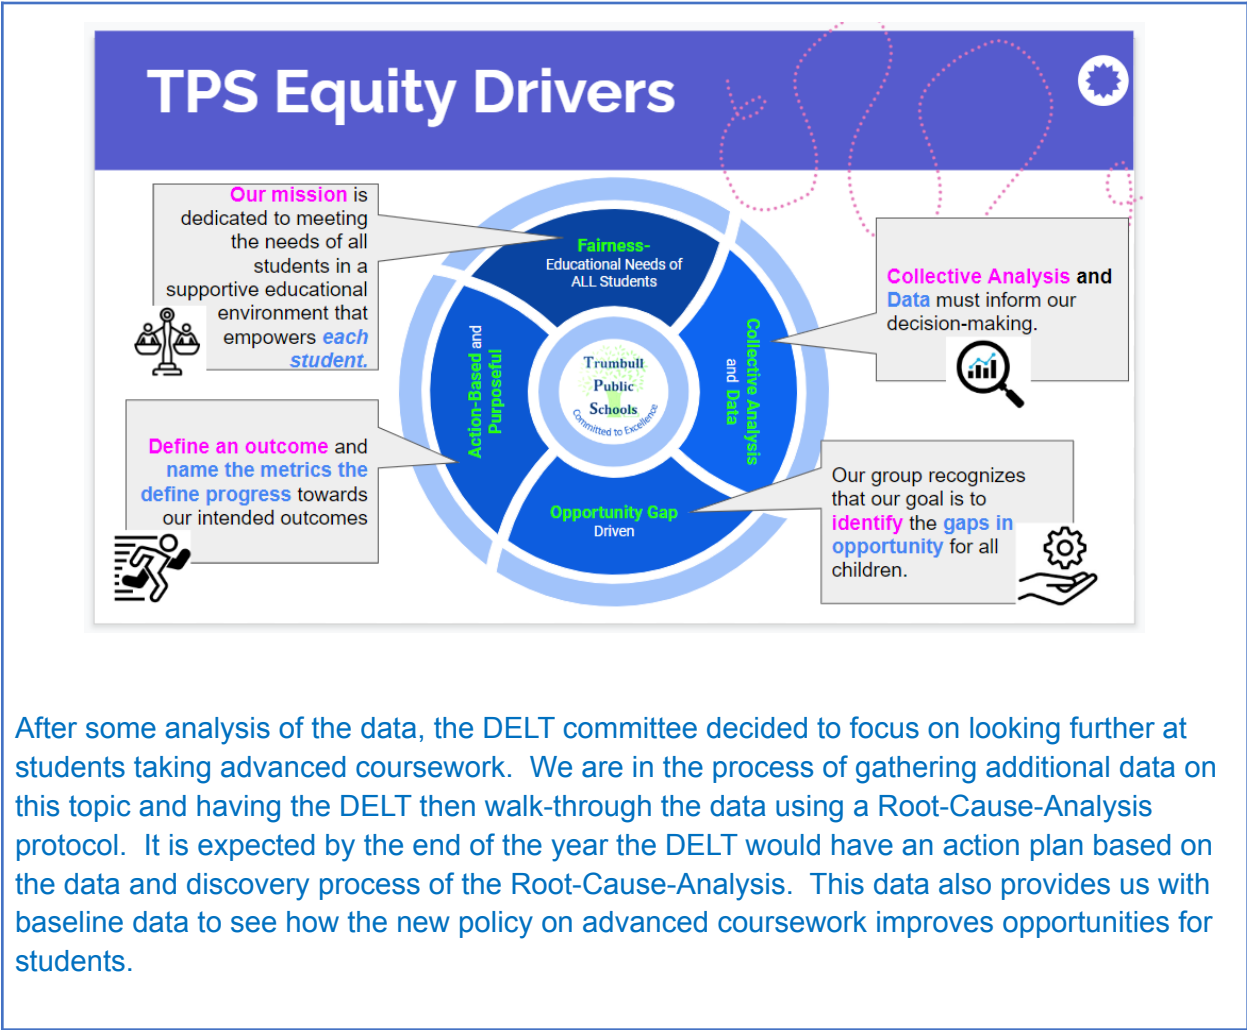 TPS Equity Drivers
Our mission is
dedicated to meeting
the needs of all
students in a
supportive educational
environment that
empowers each
student.
Fairness-
Educational Needs of
ALL Students
Collective Analysis and
Data must inform our
decision-making.
Collective Analysis
and Data
Action-Based and
Purposeful
Trumbull
Public
Schools
Committed to Excellence
Define an outcome and
name the metrics the
define progress towards
our intended outcomes
Opportunity Gap
Driven
Our group recognizes
that our goal is to
identify the gaps in
opportunity for all
children.
After some analysis of the data, the DELT committee decided to focus on looking further at
students taking advanced coursework.  We are in the process of gathering additional data on
this topic and having the DELT then walk-through the data using a Root-Cause-Analysis
protocol.  It is expected by the end of the year the DELT would have an action plan based on
the data and discovery process of the Root-Cause-Analysis.  This data also provides us with
baseline data to see how the new policy on advanced coursework improves opportunities for
students.